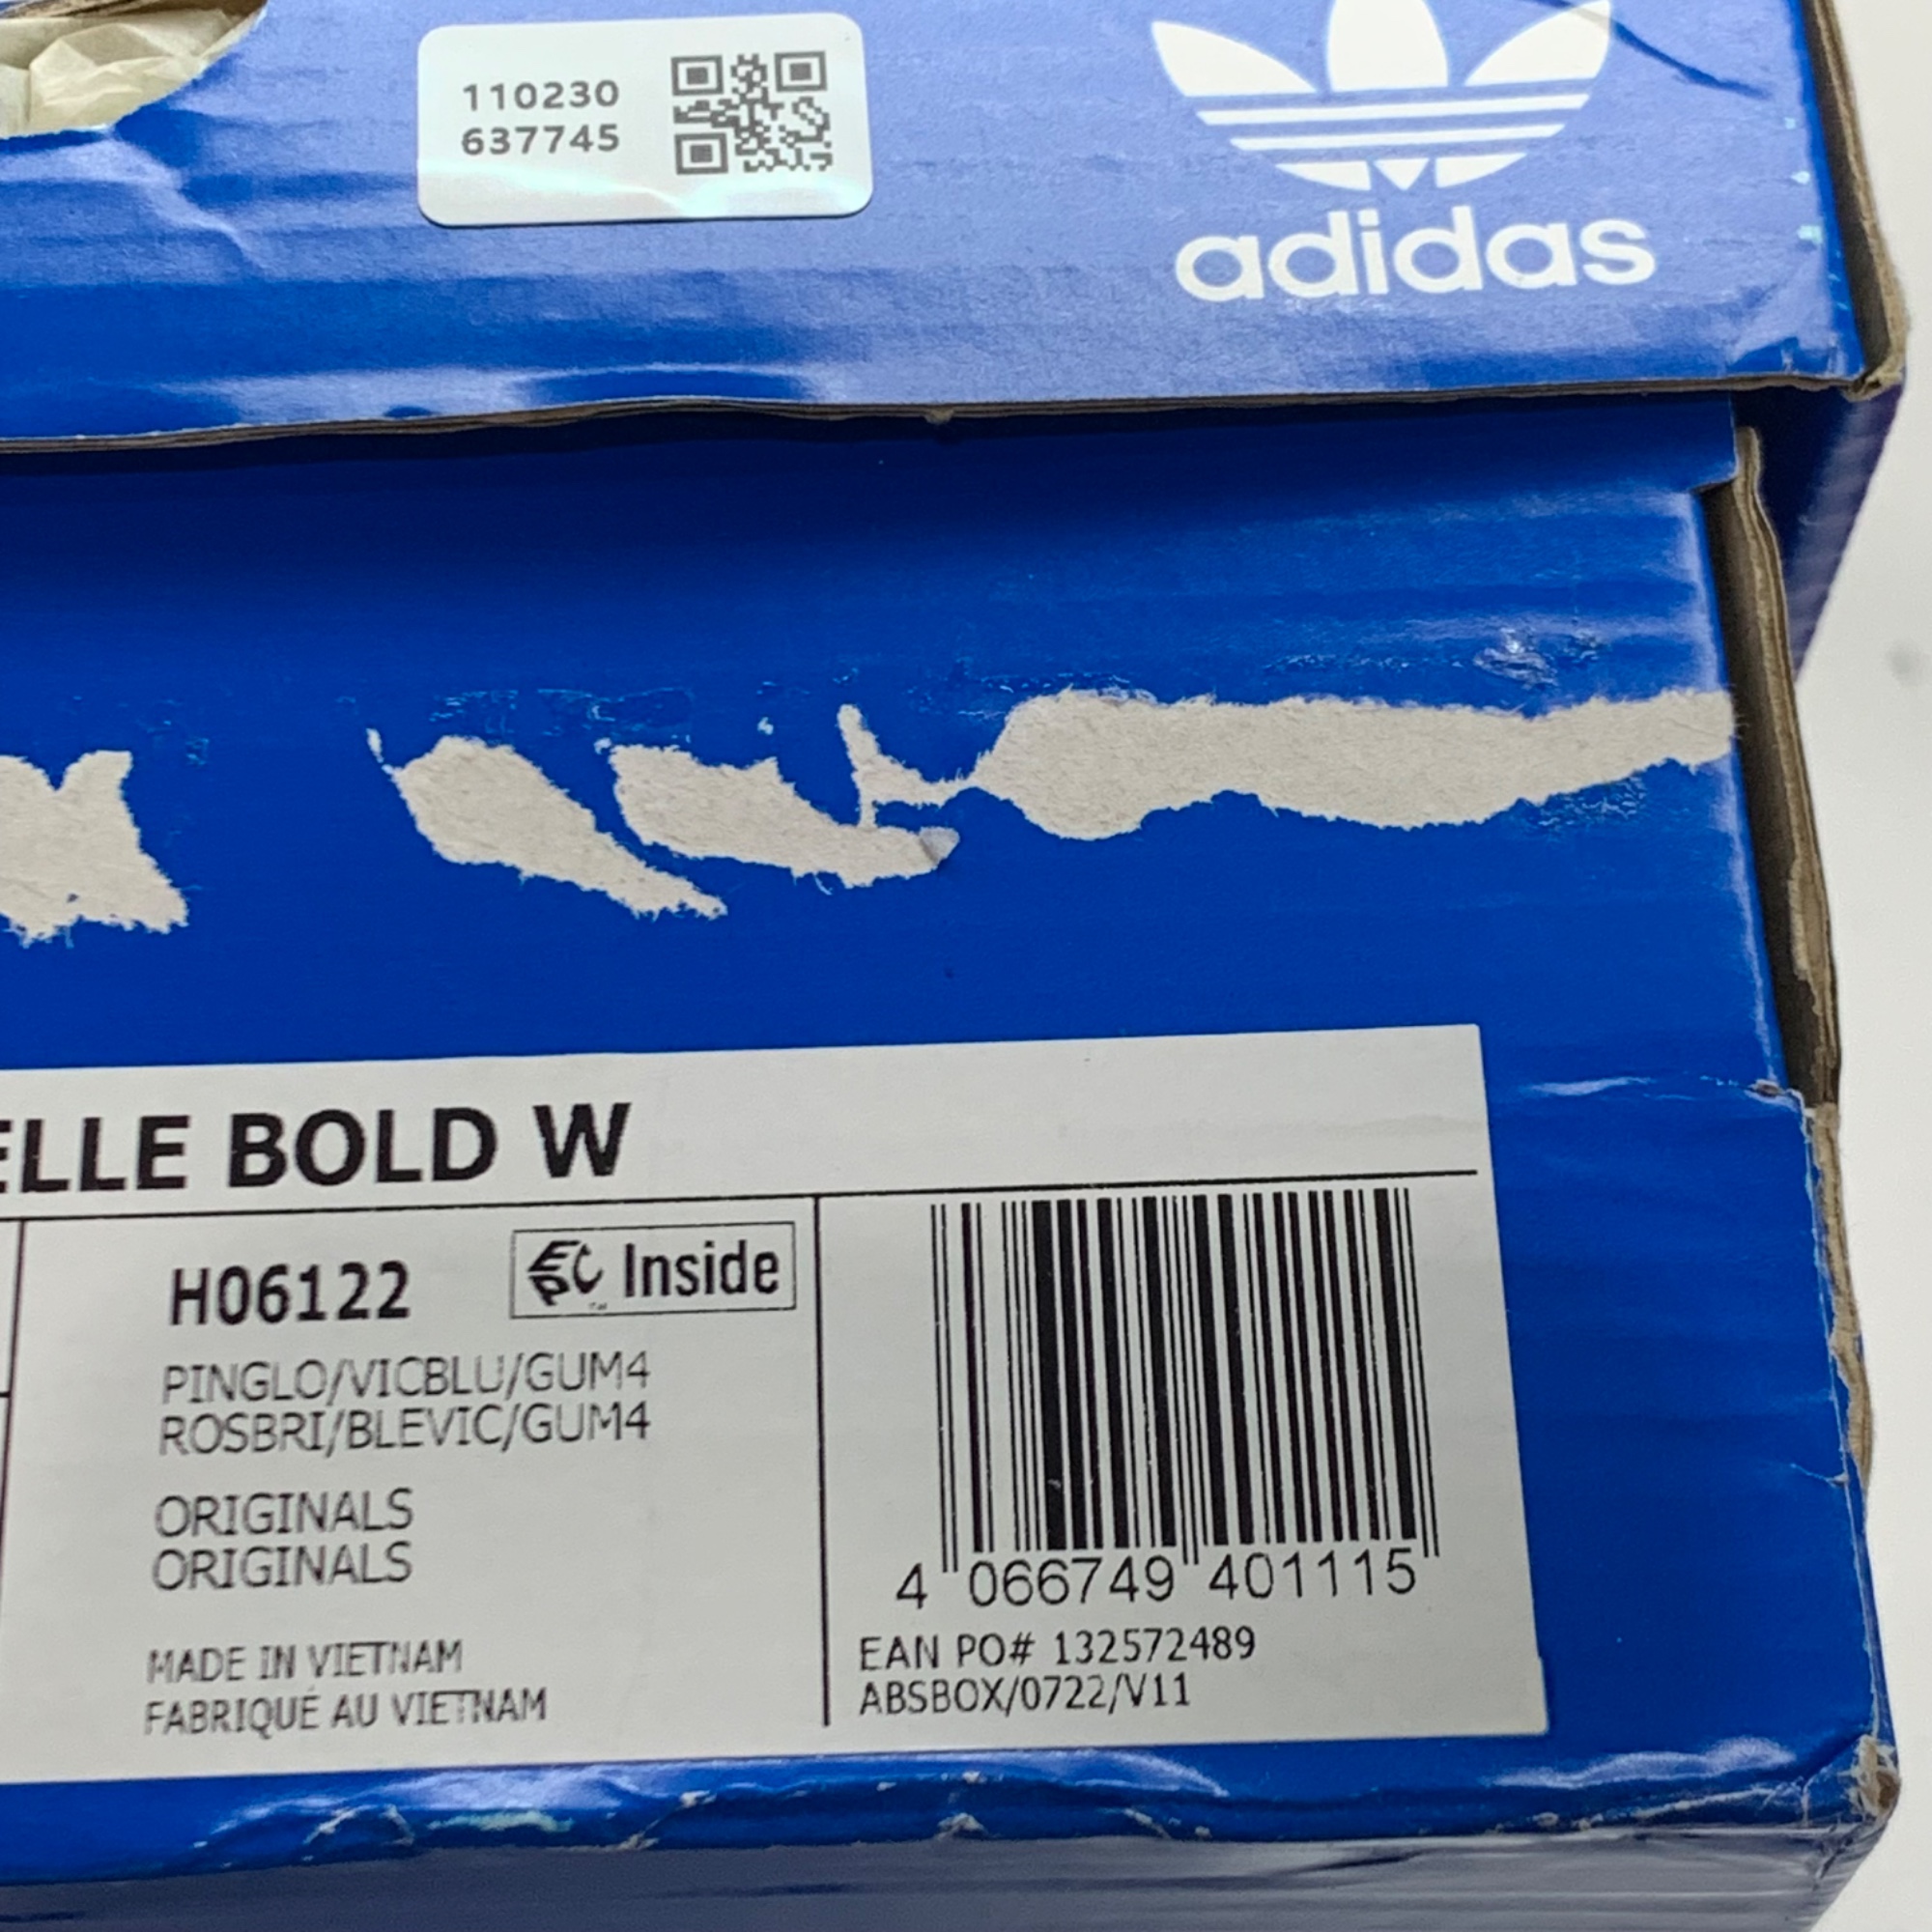 110230
637745
adidas
ELLE BOLD W
H06122
EPC Inside
PINGLO/VICBLU/GUM4
ROSBRI/BLEVIC/GUM4
ORIGINALS
ORIGINALS
MADE IN VIETNAM
FABRIQUÉ AU VIETNAM
4 066749 401115
EAN PO# 132572489
ABSBOX/0722/V11